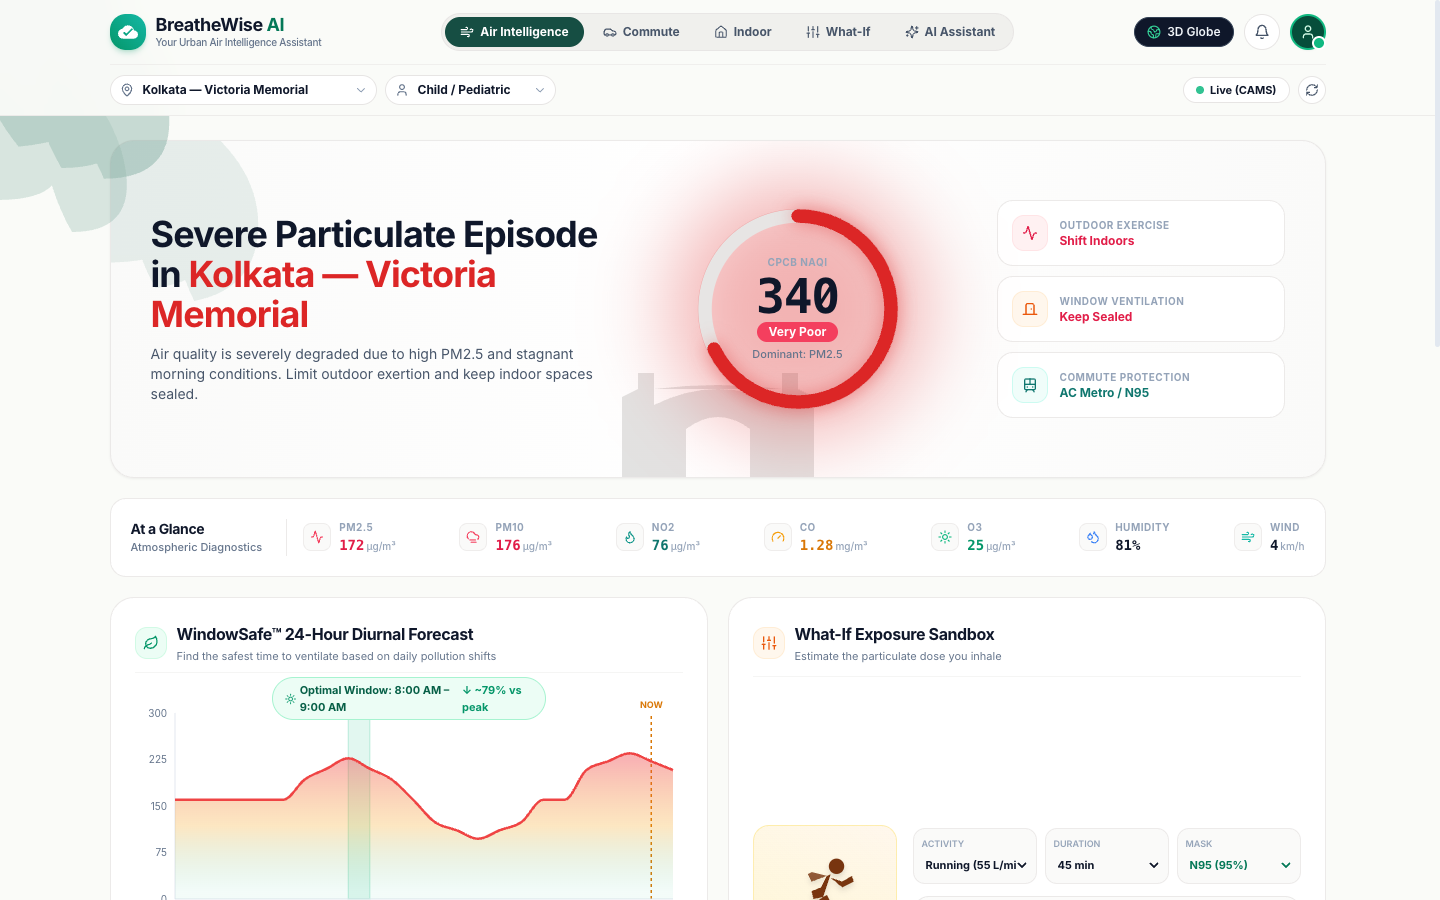 BreatheWise AI
Your Urban Air Intelligence Assistant
Air Intelligence
Commute
Indoor
What-If
AI Assistant
3D Globe
Kolkata — Victoria Memorial
Child / Pediatric
Live (CAMS)
Severe Particulate Episode
in Kolkata — Victoria
Memorial
Air quality is severely degraded due to high PM2.5 and stagnant
morning conditions. Limit outdoor exertion and keep indoor spaces
sealed.
CPCB NAQI
340
Very Poor
Dominant: PM2.5
OUTDOOR EXERCISE
Shift Indoors
WINDOW VENTILATION
Keep Sealed
COMMUTE PROTECTION
AC Metro / N95
At a Glance
Atmospheric Diagnostics
PM2.5
172 µg/m³
PM10
176 µg/m³
NO2
76 µg/m³
CO
1.28 mg/m³
O3
25 µg/m³
HUMIDITY
81%
WIND
4 km/h
WindowSafe™ 24-Hour Diurnal Forecast
Find the safest time to ventilate based on daily pollution shifts
Optimal Window: 8:00 AM –
9:00 AM
↓ ~79% vs
peak
NOW
300
225
150
75
0
What-If Exposure Sandbox
Estimate the particulate dose you inhale
ACTIVITY
Running (55 L/mi
DURATION
45 min
MASK
N95 (95%)